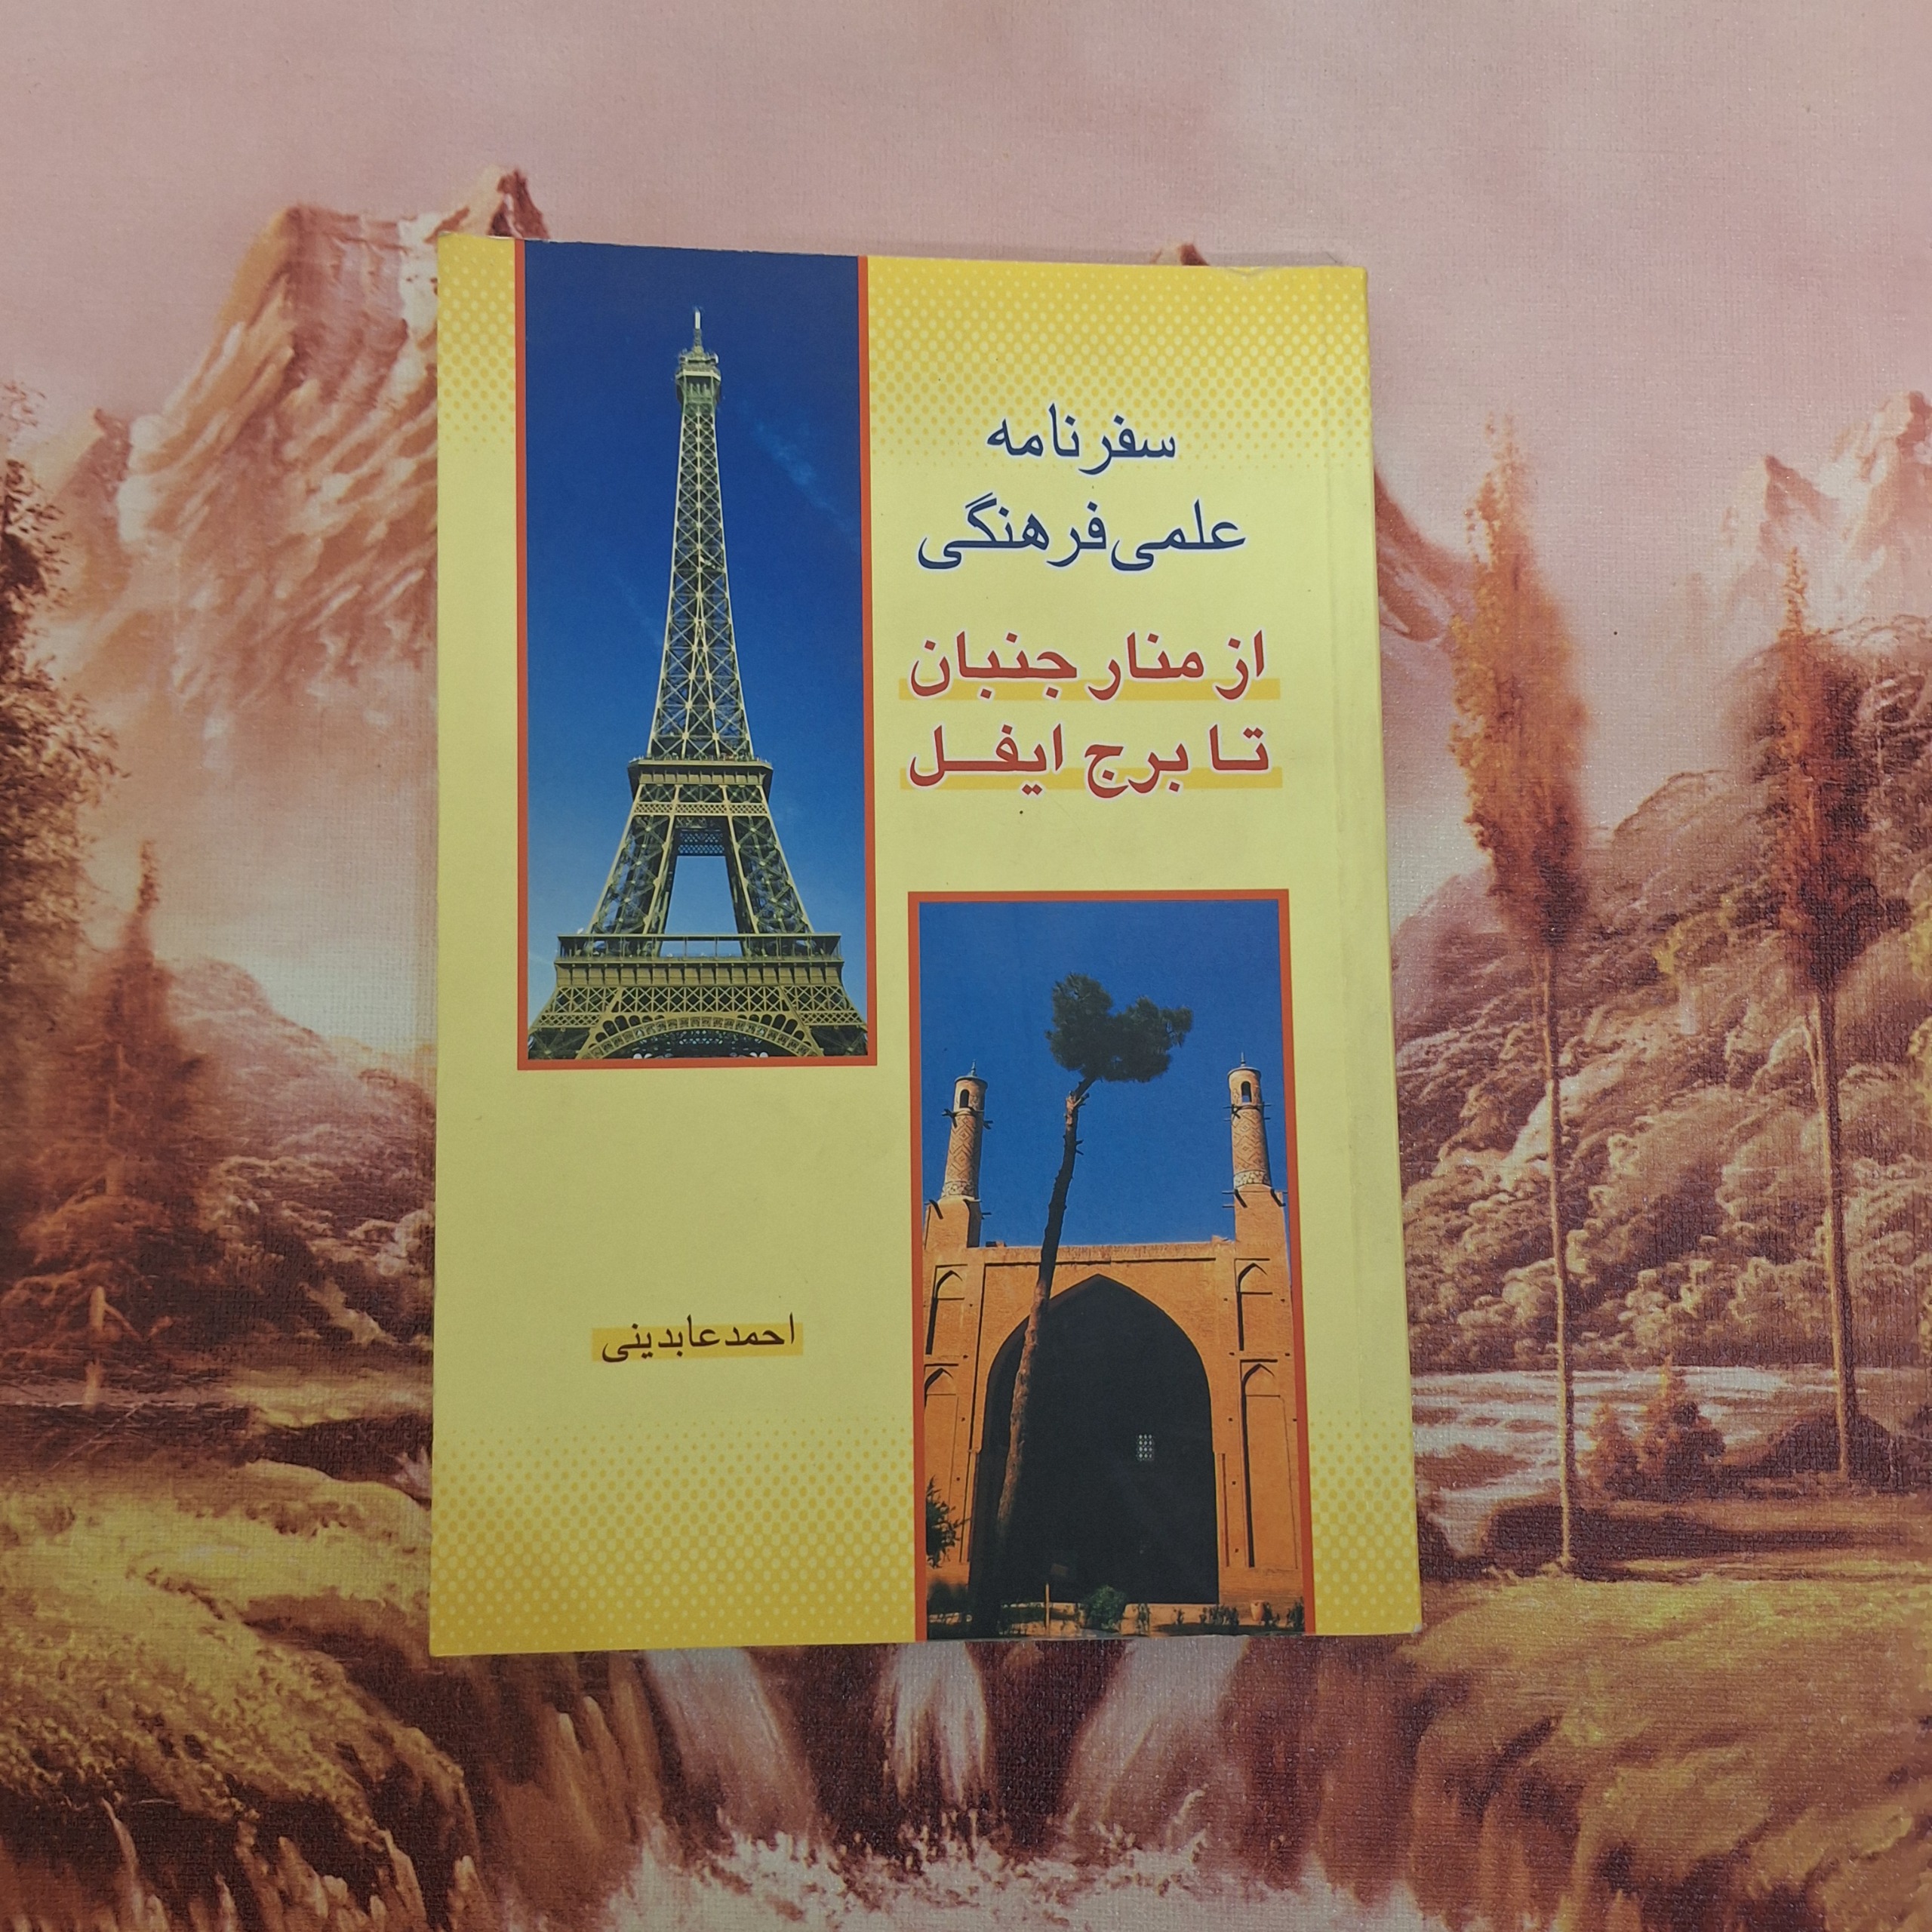 سفرنامه
علمی‌فرهنگی
از منار جنبان
تا برج ایفل
احمد عابدینی